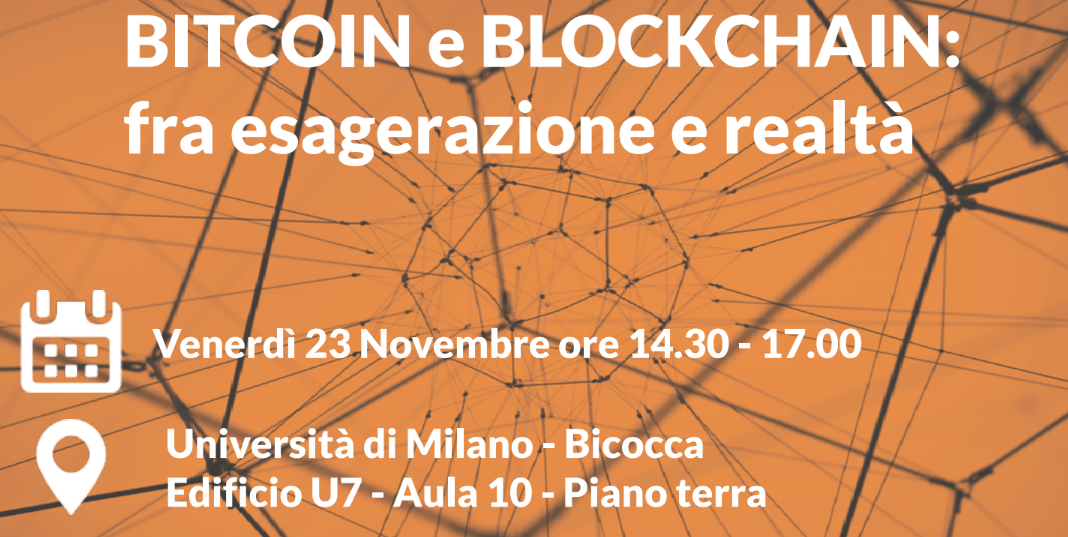 BITCOIN e BLOCKCHAIN:
fra esagerazione e realtà
Venerdì 23 Novembre ore 14.30 - 17.00
Università di Milano - Bicocca
Edificio U7 - Aula 10 - Piano terra